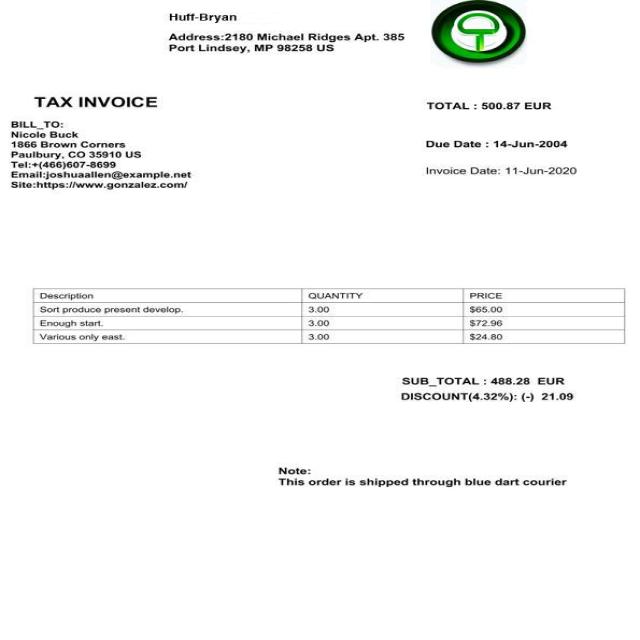 Huff-Bryan
Address:2180 Michael Ridges Apt. 385
Port Lindsey, MP 98258 US
TAX INVOICE
TOTAL : 500.87 EUR
BILL_TO:
Nicole Buck
1866 Brown Corners
Paulbury, CO 35910 US
Tel:+(466)607-8699
Email:joshuaallen@example.net
Site:https://www.gonzalez.com/
Due Date : 14-Jun-2004
Invoice Date: 11-Jun-2020
Description QUANTITY PRICE
Sort produce present develop. 3.00 $65.00
Enough start. 3.00 $72.96
Various only east. 3.00 $24.80
SUB_TOTAL : 488.28 EUR
DISCOUNT(4.32%): (-) 21.09
Note:
This order is shipped through blue dart courier